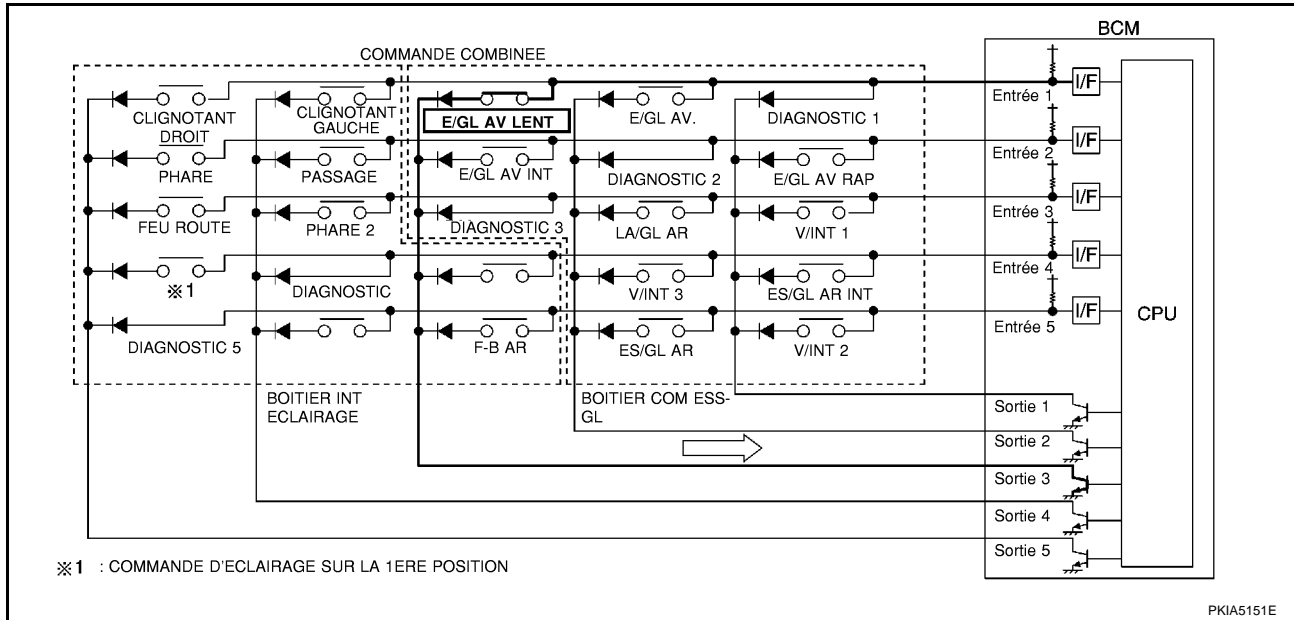 BCM
COMMANDE COMBINEE
I/F
Entrée 1
CLIGNOTANT DROIT
CLIGNOTANT GAUCHE
E/GL AV LENT
E/GL AV.
DIAGNOSTIC 1
I/F
Entrée 2
PHARE
PASSAGE
E/GL AV INT
DIAGNOSTIC 2
E/GL AV RAP
I/F
Entrée 3
FEU ROUTE
PHARE 2
DIAGNOSTIC 3
LA/GL AR
V/INT 1
I/F
Entrée 4
※1
DIAGNOSTIC
V/INT 3
ES/GL AR INT
I/F
Entrée 5
CPU
DIAGNOSTIC 5
F-B AR
ES/GL AR
V/INT 2
BOITIER INT
ECLAIRAGE
BOITIER COM ESS-
GL
Sortie 1
Sortie 2
Sortie 3
Sortie 4
Sortie 5
※1 : COMMANDE D'ECLAIRAGE SUR LA 1ERE POSITION
PKIA5151E